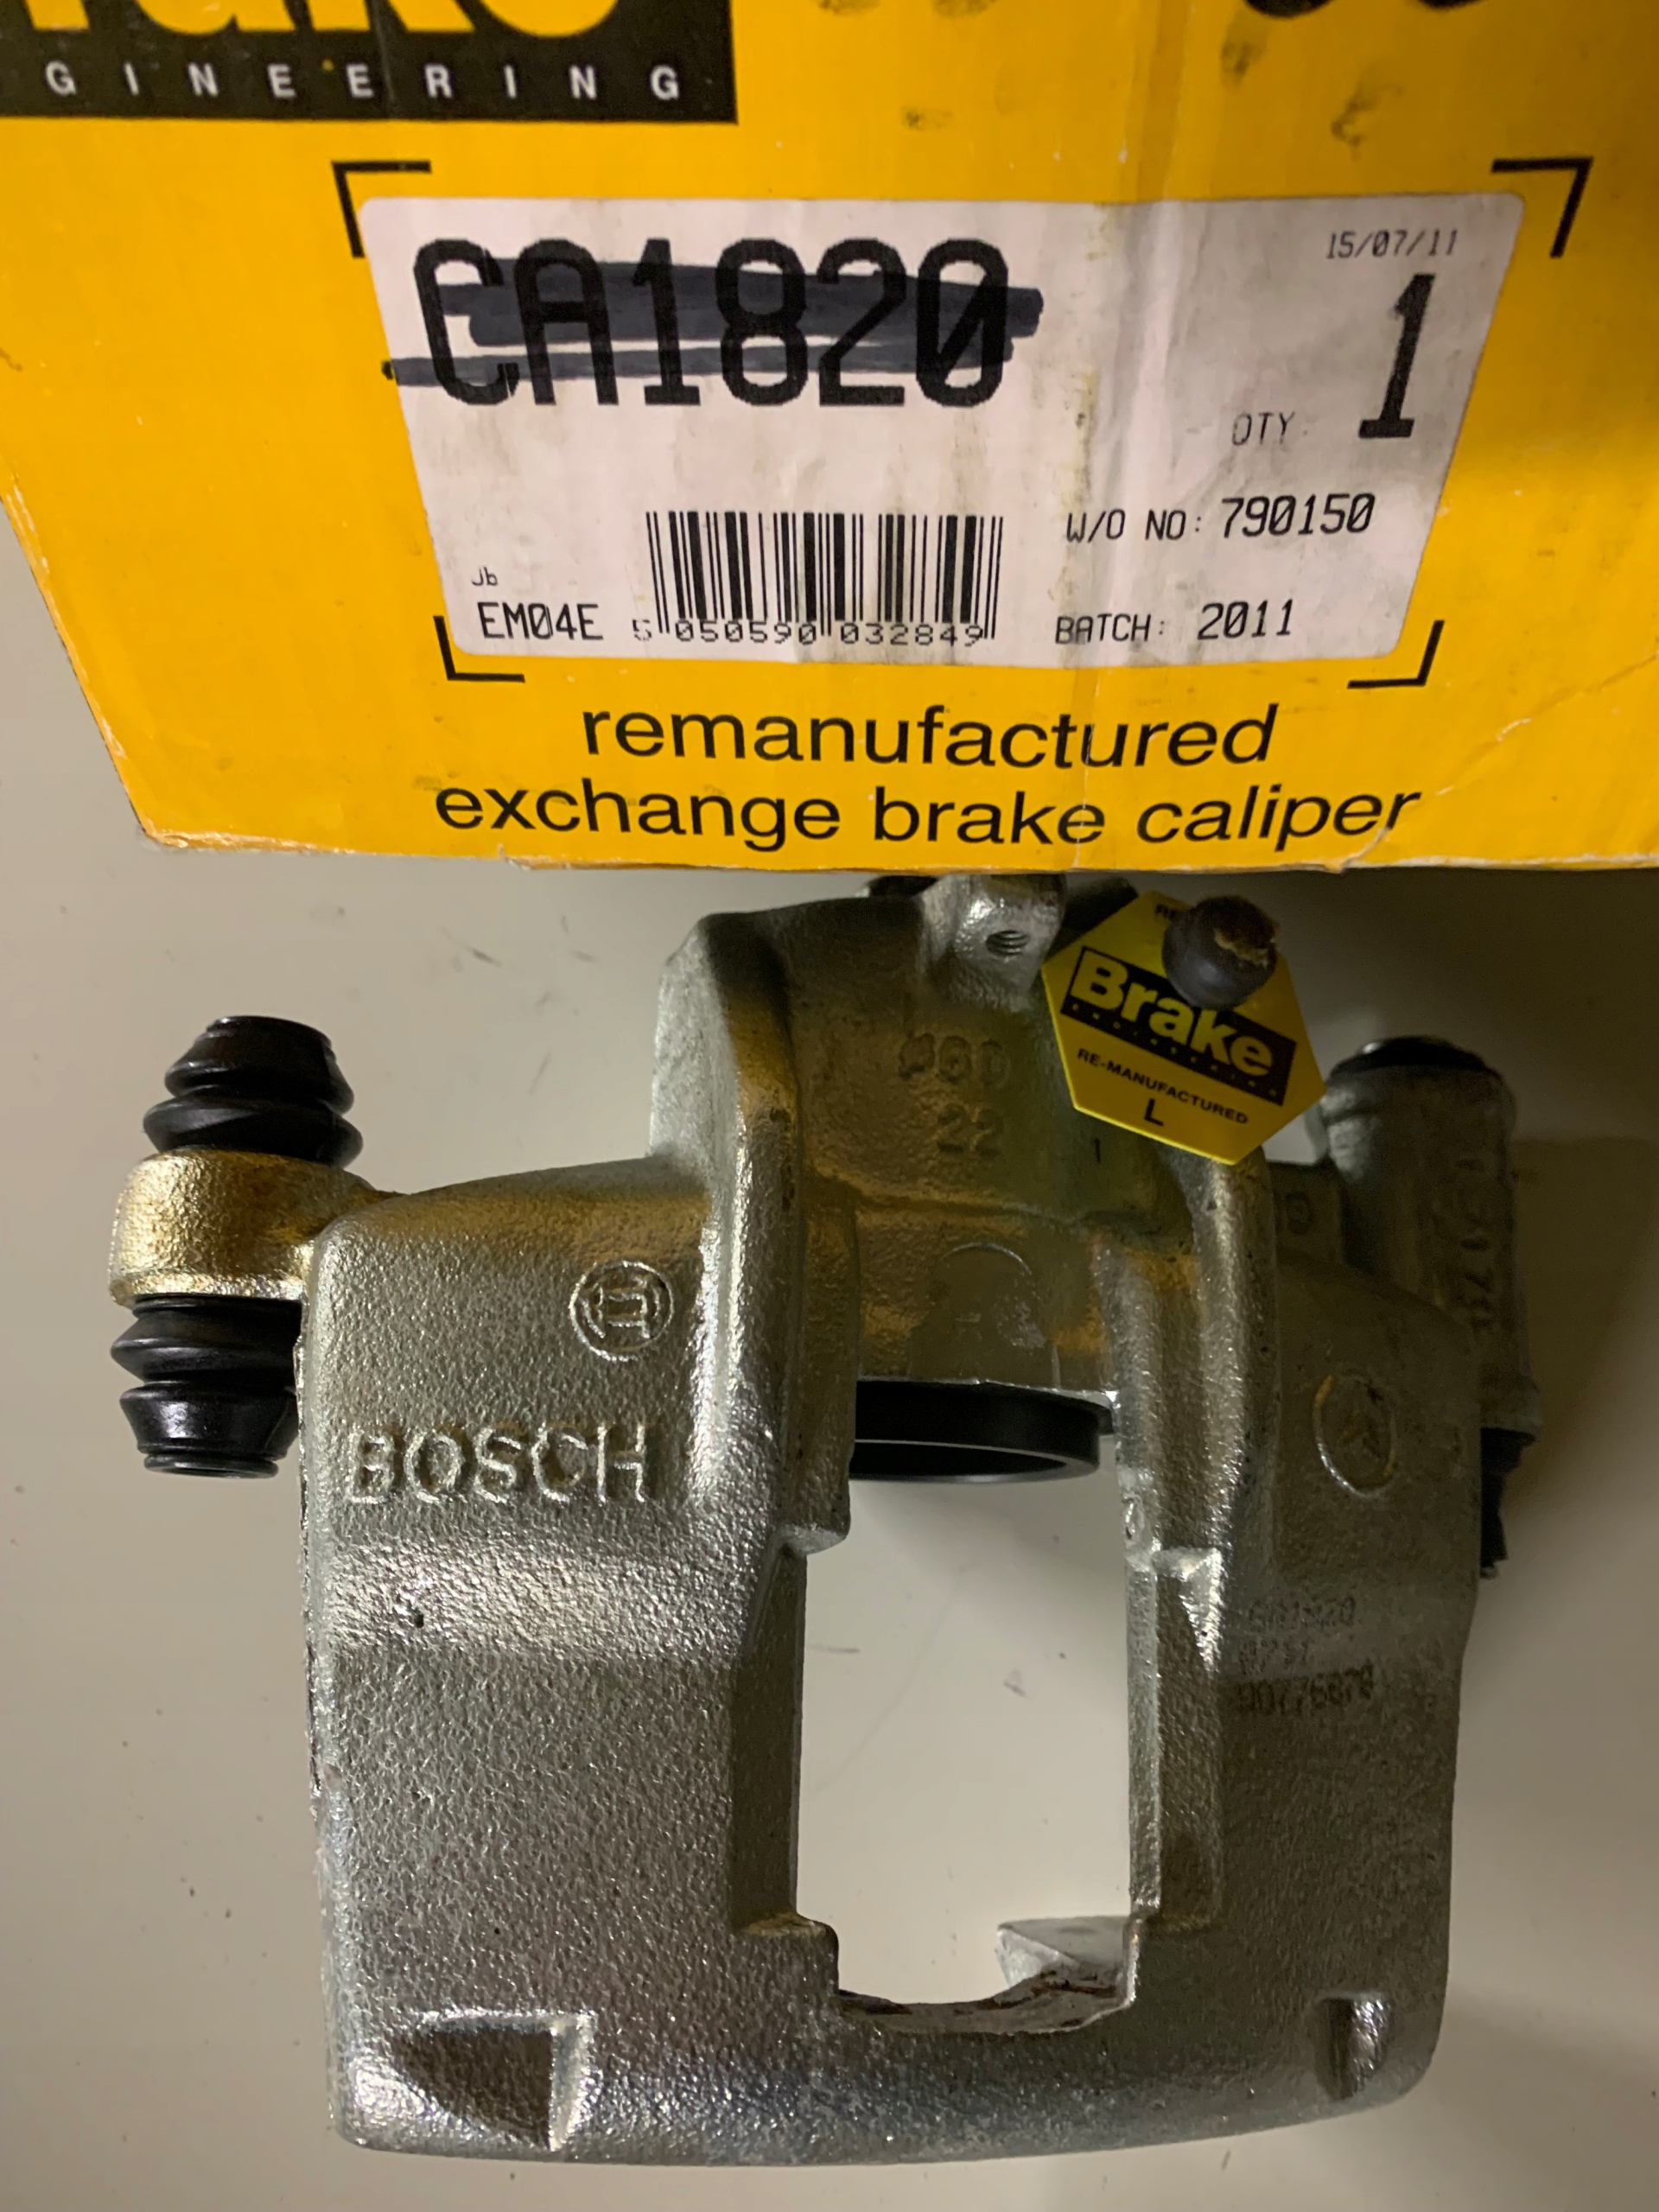 GINEERING
CA1820
15/07/11
1
QTY:
W/O NO: 790150
Jb
EM04E
5 050590 032849
BATCH: 2011
remanufactured
exchange brake caliper
Brake
RE-MANUFACTURED
L
Ø60
22
BOSCH